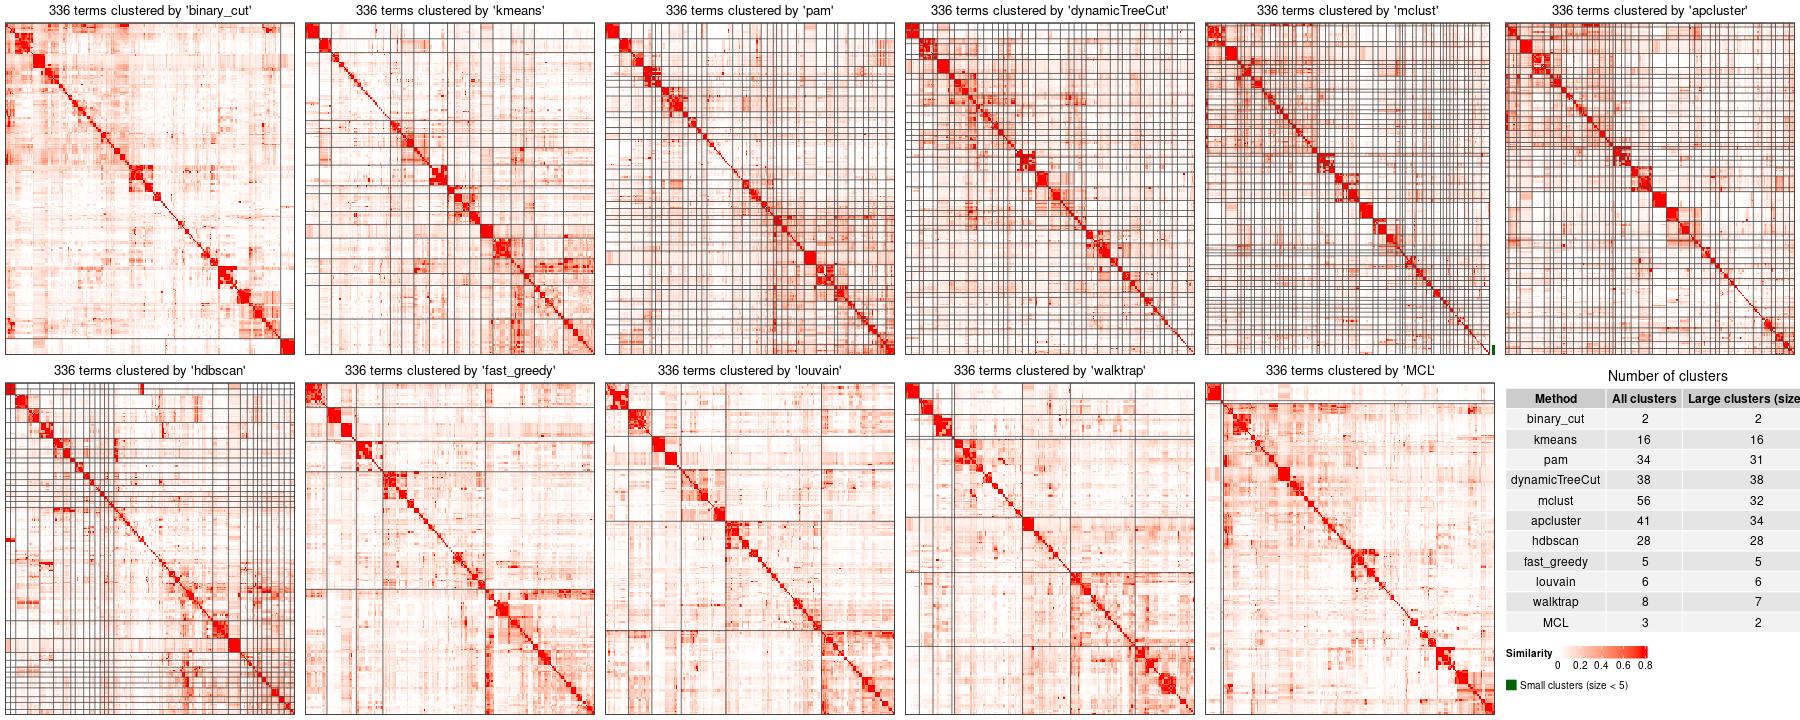 336 terms clustered by 'binary_cut'
336 terms clustered by 'kmeans'
336 terms clustered by 'pam'
336 terms clustered by 'dynamicTreeCut'
336 terms clustered by 'mclust'
336 terms clustered by 'apcluster'
336 terms clustered by 'hdbscan'
336 terms clustered by 'fast_greedy'
336 terms clustered by 'louvain'
336 terms clustered by 'walktrap'
336 terms clustered by 'MCL'
Number of clusters
Method All clusters Large clusters (size
binary_cut 2 2
kmeans 16 16
pam 34 31
dynamicTreeCut 38 38
mclust 56 32
apcluster 41 34
hdbscan 28 28
fast_greedy 5 5
louvain 6 6
walktrap 8 7
MCL 3 2
Similarity
0 0.2 0.4 0.6 0.8
Small clusters (size < 5)